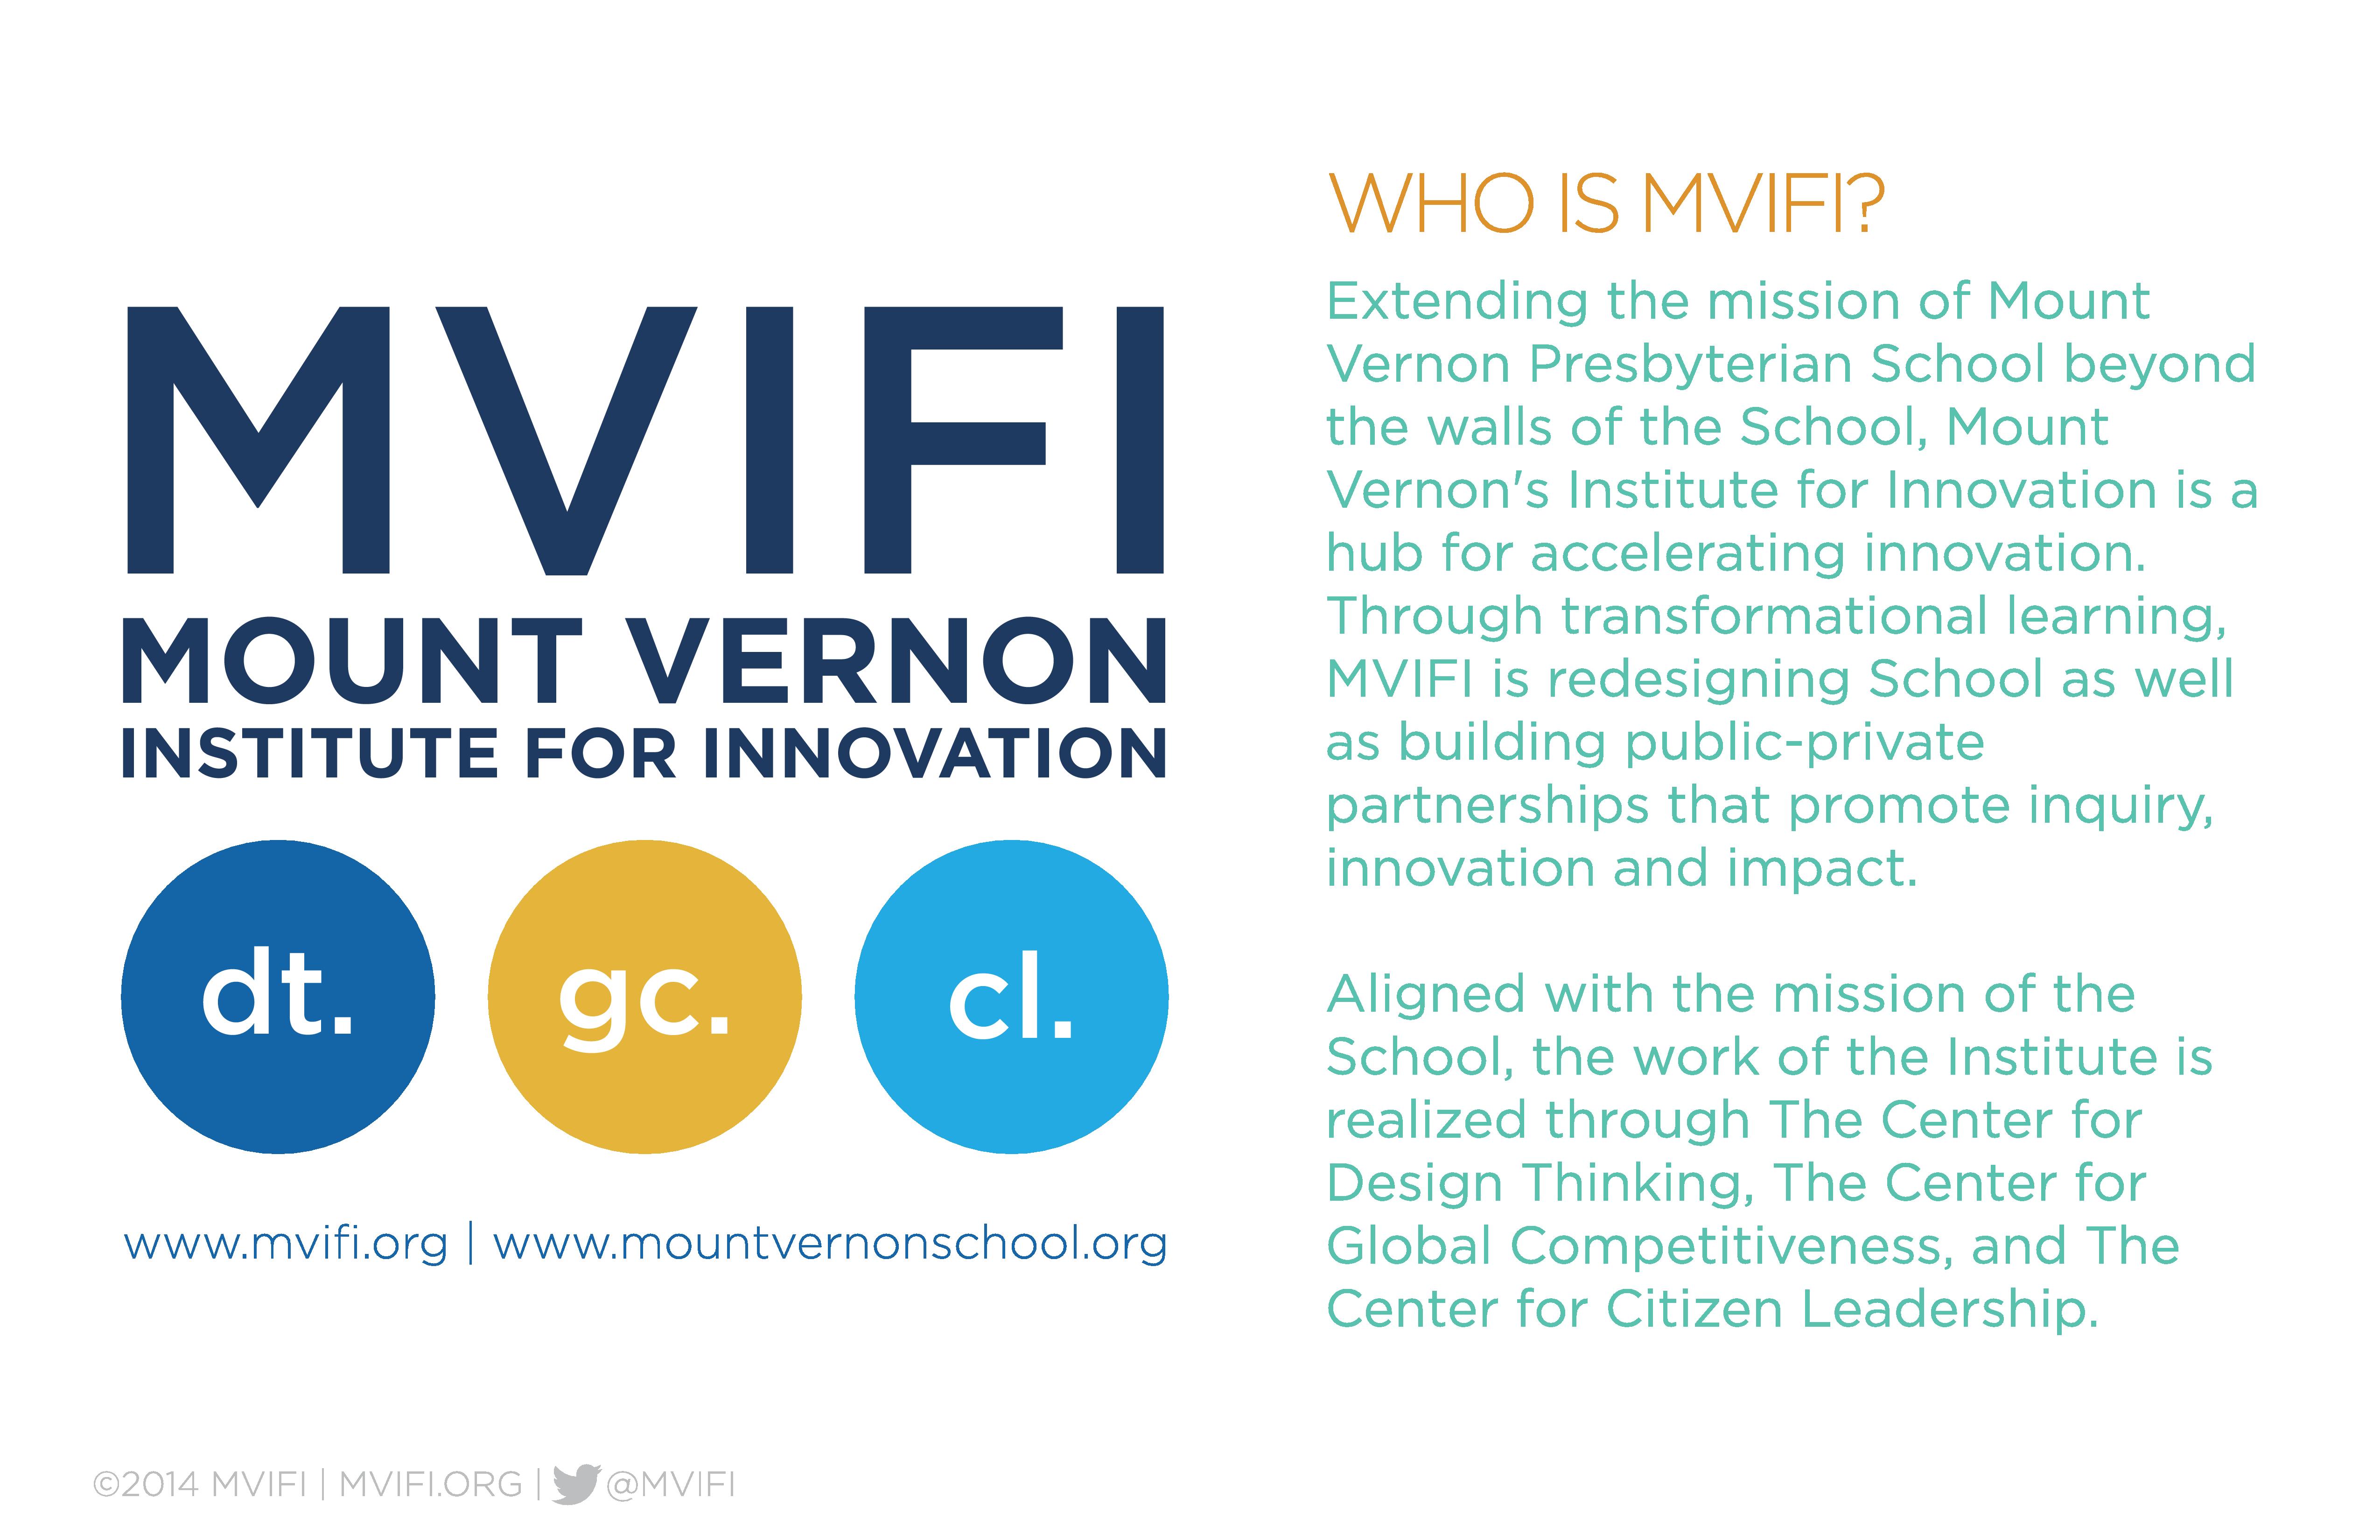 MVIFI
MOUNT VERNON
INSTITUTE FOR INNOVATION
dt. gc. cl.
www.mvifi.org | www.mountvernonschool.org
WHO IS MVIFI?
Extending the mission of Mount
Vernon Presbyterian School beyond
the walls of the School, Mount
Vernon's Institute for Innovation is a
hub for accelerating innovation.
Through transformational learning,
MVIFI is redesigning School as well
as building public-private
partnerships that promote inquiry,
innovation and impact.
Aligned with the mission of the
School, the work of the Institute is
realized through The Center for
Design Thinking, The Center for
Global Competitiveness, and The
Center for Citizen Leadership.
©2014 MVIFI | MVIFI.ORG | @MVIFI